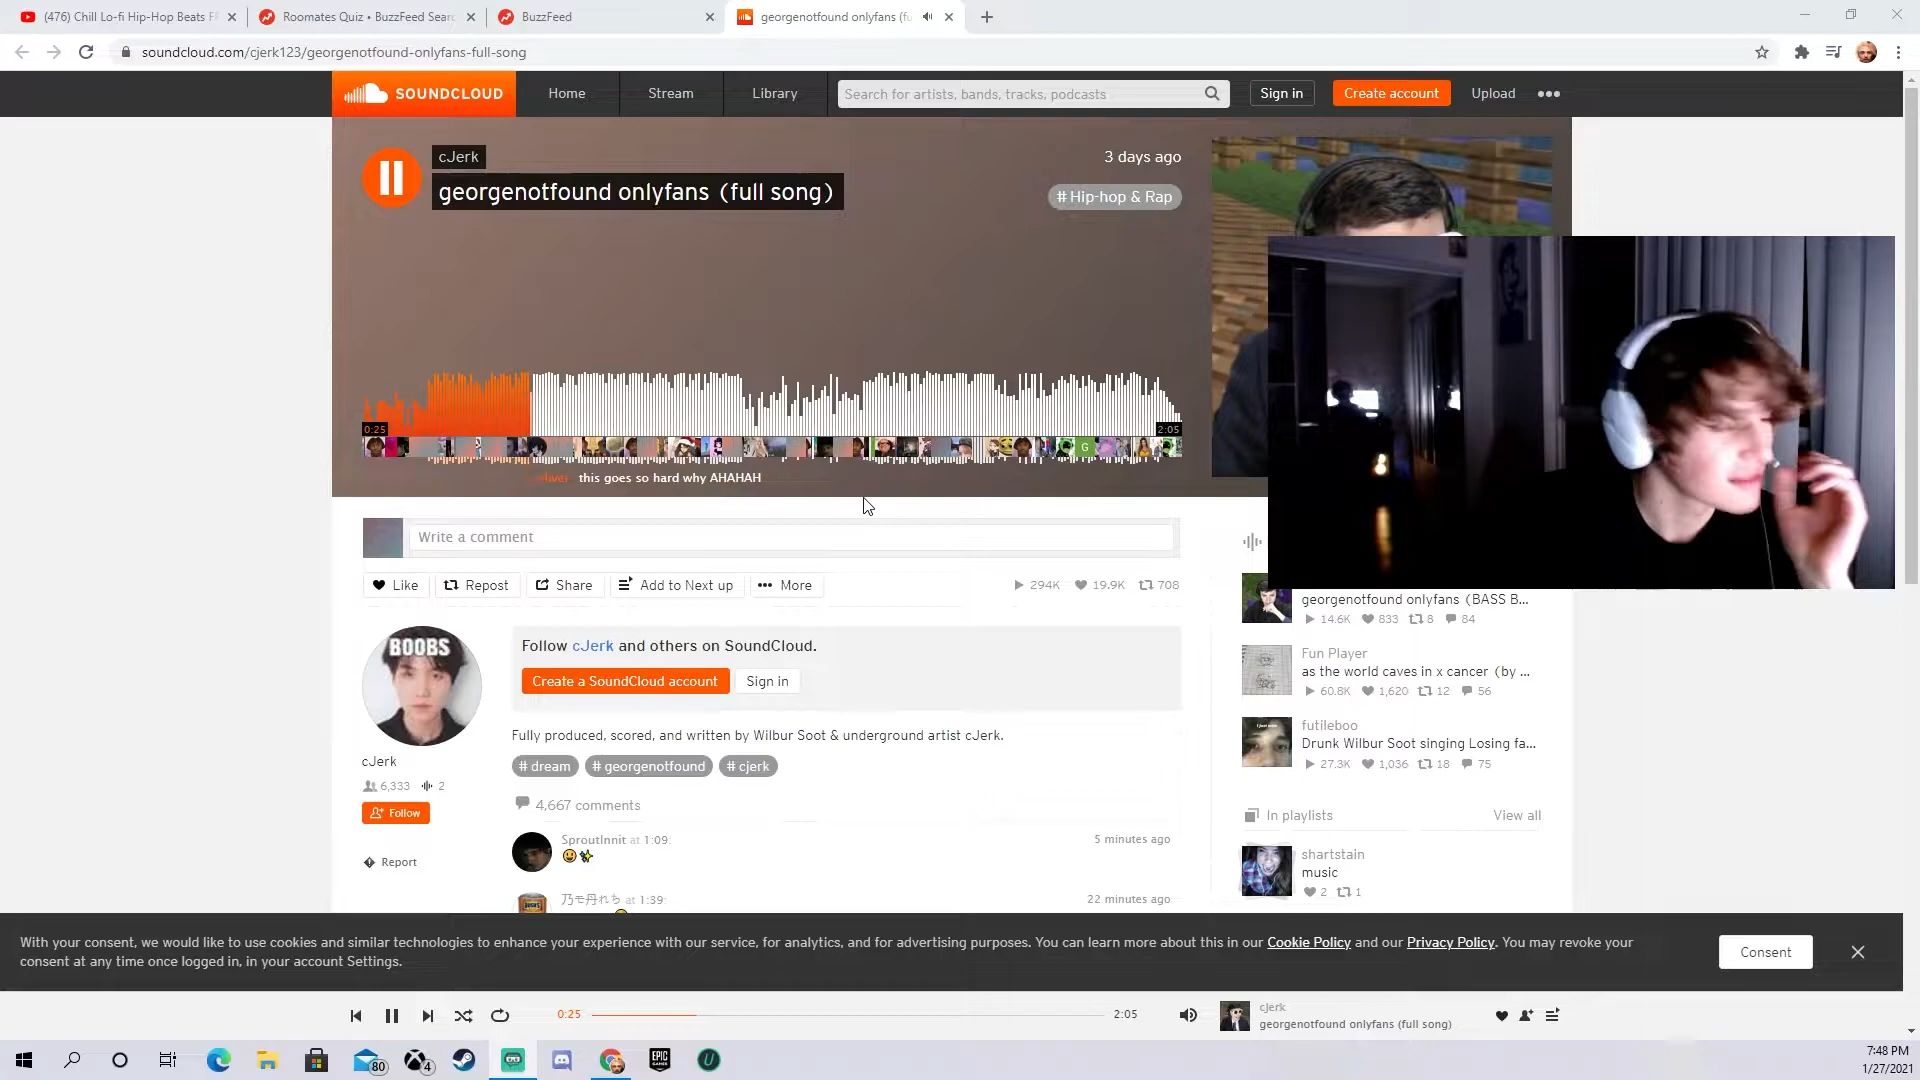 (476) Chill Lo-fi Hip-Hop Beats F
Roomates Quiz • BuzzFeed Sear
BuzzFeed
georgenotfound onlyfans (fu
soundcloud.com/cjerk123/georgenotfound-onlyfans-full-song
SOUNDCLOUD
Home
Stream
Library
Search for artists, bands, tracks, podcasts
Sign in
Create account
Upload
cJerk
3 days ago
georgenotfound onlyfans (full song)
# Hip-hop & Rap
0:25
2:05
G
this goes so hard why AHAHAH
Write a comment
Like
Repost
Share
Add to Next up
More
294K
19.9K
708
georgenotfound onlyfans (BASS B...
14.6K
833
8
84
BOOBS
Follow cJerk and others on SoundCloud.
Create a SoundCloud account
Sign in
Fun Player
as the world caves in x cancer (by ...
60.8K
1,620
12
56
futileboo
Drunk Wilbur Soot singing Losing fa...
27.3K
1,036
18
75
Fully produced, scored, and written by Wilbur Soot & underground artist cJerk.
# dream
# georgenotfound
# cjerk
cJerk
6,333
2
Follow
4,667 comments
In playlists
View all
SproutInnit at 1:09:
5 minutes ago
Report
shartstain
music
2
1
乃モ丹れち at 1:39:
22 minutes ago
With your consent, we would like to use cookies and similar technologies to enhance your experience with our service, for analytics, and for advertising purposes. You can learn more about this in our Cookie Policy and our Privacy Policy. You may revoke your
consent at any time once logged in, in your account Settings.
Consent
0:25
2:05
cJerk
georgenotfound onlyfans (full song)
80
4
EPIC
GAMES
U
7:48 PM
1/27/2021